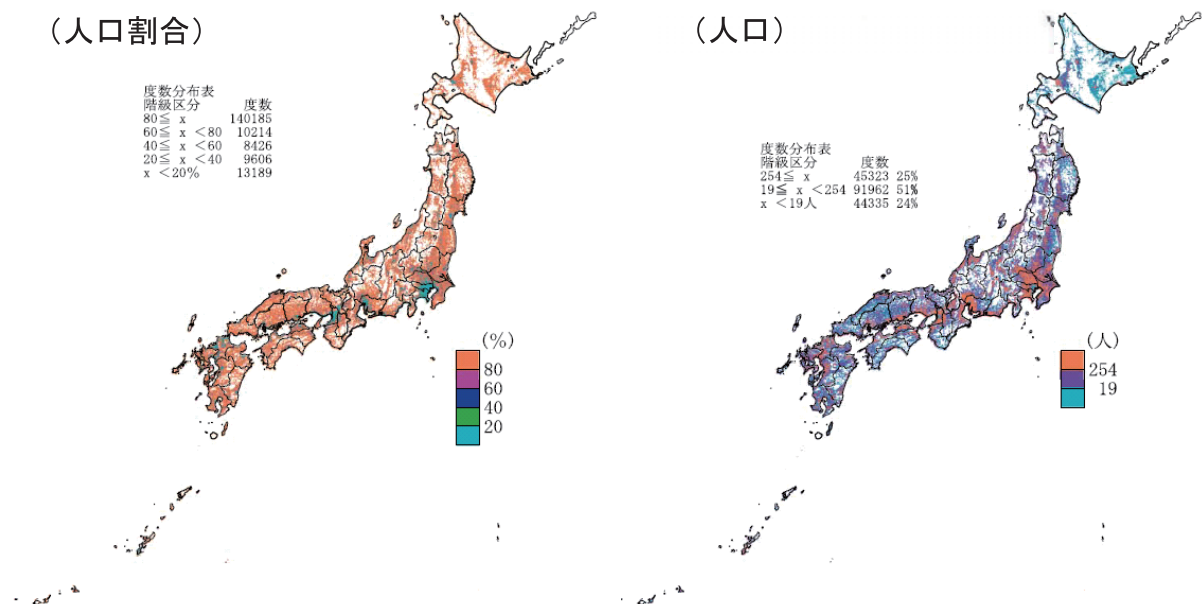 （人口割合）
度数分布表
階級区分 度数
80≦ x 140185
60≦ x <80 10214
40≦ x <60 8426
20≦ x <40 9606
x <20% 13189
(%)
80
60
40
20
（人口）
度数分布表
階級区分 度数
254≦ x 45323 25%
19≦ x <254 91962 51%
x <19人 44335 24%
(人)
254
19